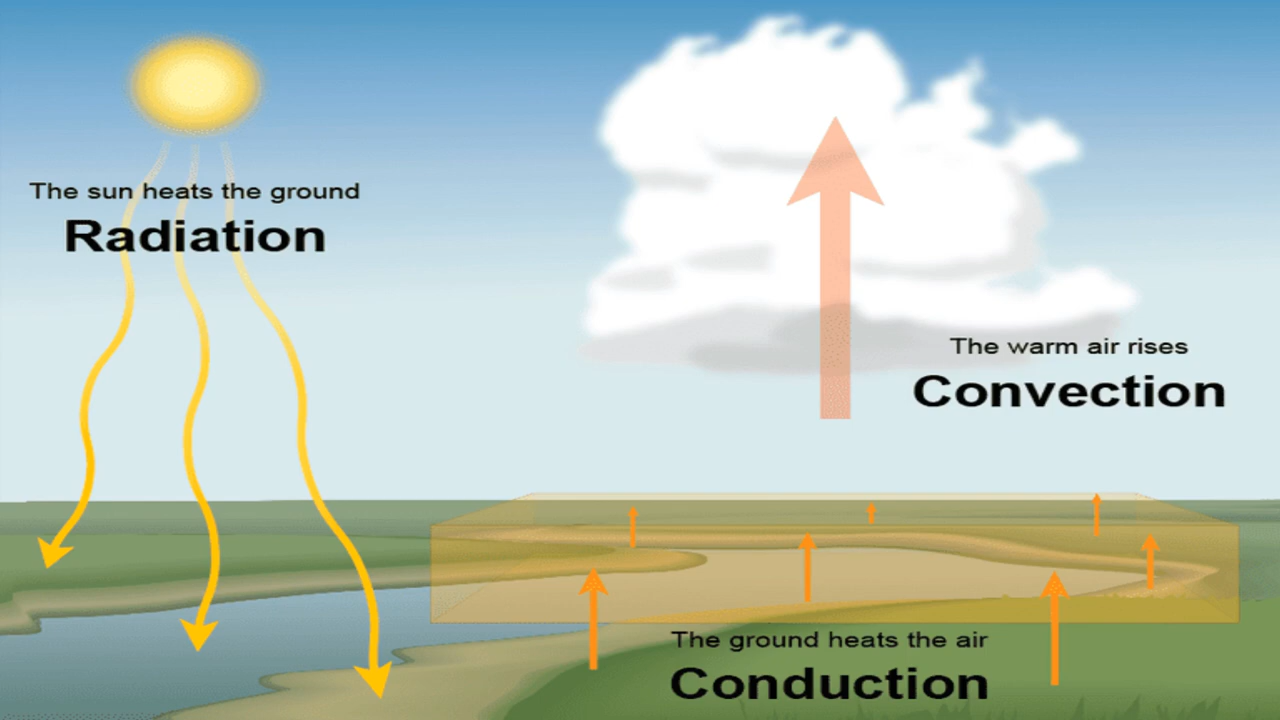 The sun heats the ground
Radiation
The warm air rises
Convection
The ground heats the air
Conduction